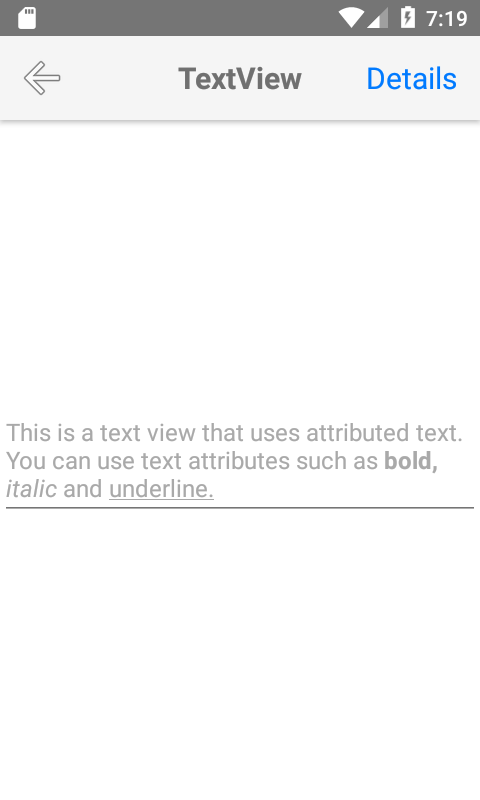 7:19
TextView
Details
This is a text view that uses attributed text.
You can use text attributes such as bold,
italic and underline.